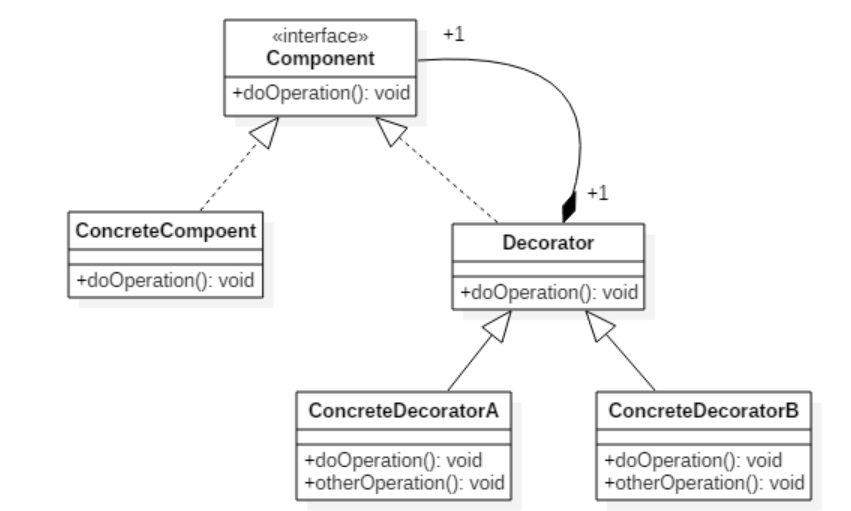 «interface»
Component
+doOperation(): void
+1
+1
ConcreteCompoent
+doOperation(): void
Decorator
+doOperation(): void
ConcreteDecoratorA
+doOperation(): void
+otherOperation(): void
ConcreteDecoratorB
+doOperation(): void
+otherOperation(): void